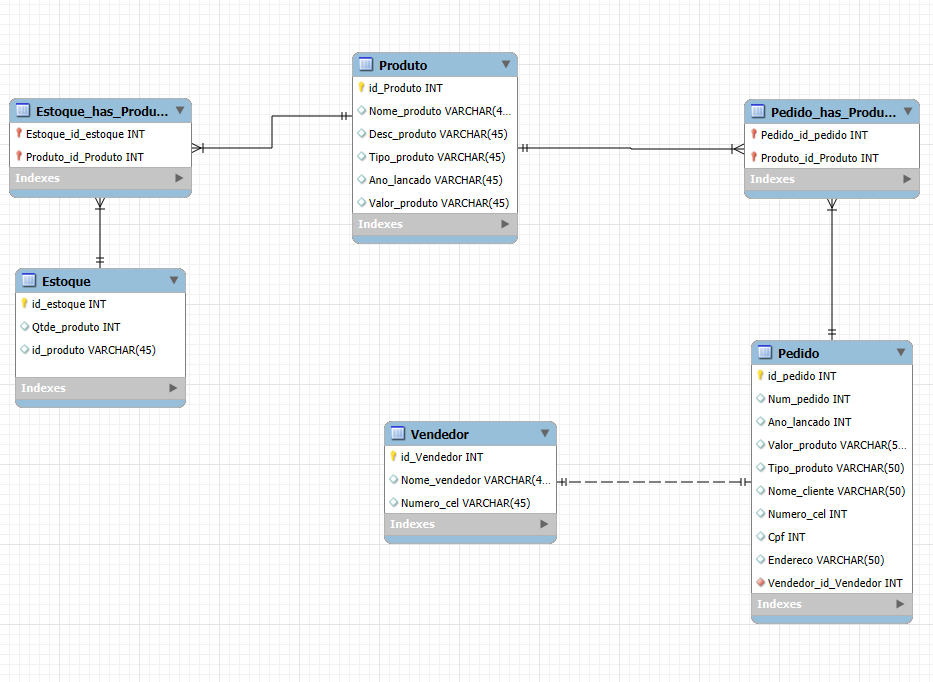 Produto
id_Produto INT
Nome_produto VARCHAR(4...
Desc_produto VARCHAR(45)
Tipo_produto VARCHAR(45)
Ano_lancado VARCHAR(45)
Valor_produto VARCHAR(45)
Indexes
Estoque_has_Produ...
Estoque_id_estoque INT
Produto_id_Produto INT
Indexes
Pedido_has_Produ...
Pedido_id_pedido INT
Produto_id_Produto INT
Indexes
Estoque
id_estoque INT
Qtde_produto INT
id_produto VARCHAR(45)
Indexes
Pedido
id_pedido INT
Num_pedido INT
Ano_lancado INT
Valor_produto VARCHAR(5...
Tipo_produto VARCHAR(50)
Nome_cliente VARCHAR(50)
Numero_cel INT
Cpf INT
Endereco VARCHAR(50)
Vendedor_id_Vendedor INT
Indexes
Vendedor
id_Vendedor INT
Nome_vendedor VARCHAR(4...
Numero_cel VARCHAR(45)
Indexes